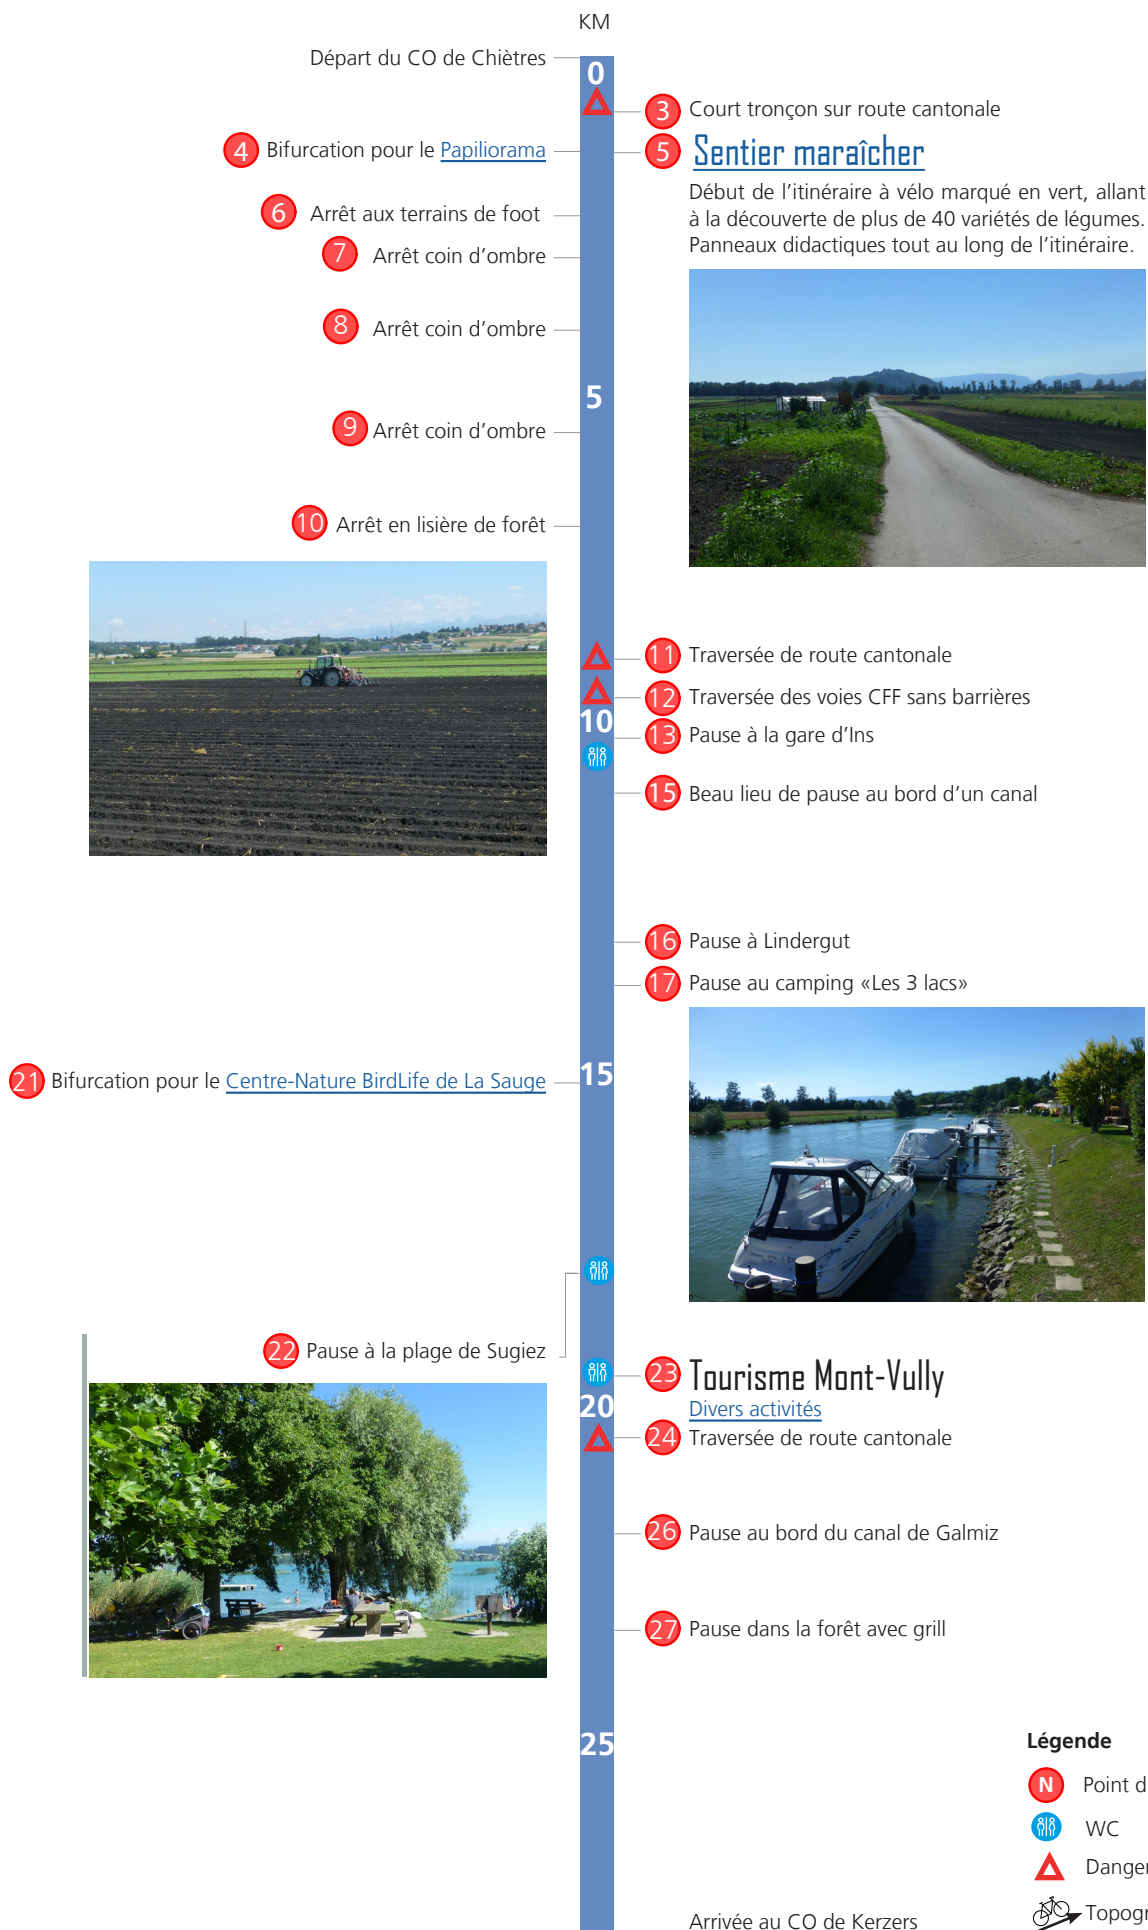 KM
Départ du CO de Chiètres
0
3 Court tronçon sur route cantonale
4 Bifurcation pour le Papiliorama
5 Sentier maraîcher
Début de l'itinéraire à vélo marqué en vert, allant
à la découverte de plus de 40 variétés de légumes.
Panneaux didactiques tout au long de l'itinéraire.
6 Arrêt aux terrains de foot
7 Arrêt coin d'ombre
8 Arrêt coin d'ombre
5
9 Arrêt coin d'ombre
10 Arrêt en lisière de forêt
11 Traversée de route cantonale
12 Traversée des voies CFF sans barrières
10
13 Pause à la gare d'Ins
15 Beau lieu de pause au bord d'un canal
16 Pause à Lindergut
17 Pause au camping «Les 3 lacs»
21 Bifurcation pour le Centre-Nature BirdLife de La Sauge
15
22 Pause à la plage de Sugiez
23 Tourisme Mont-Vully
Divers activités
20
24 Traversée de route cantonale
26 Pause au bord du canal de Galmiz
27 Pause dans la forêt avec grill
25
Légende
N Point d
WC
Danger
Topogr
Arrivée au CO de Kerzers